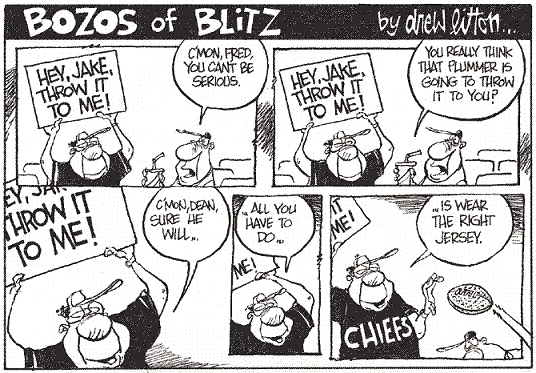 BOZOS of BLITZ
by drew litton...
HEY, JAKE,
THROW IT
TO ME!
C'MON, FRED,
YOU CAN'T BE
SERIOUS.
HEY, JAKE,
THROW IT
TO ME!
YOU REALLY THINK
THAT PLUMMER IS
GOING TO THROW
IT TO YOU?
EY, JAK
THROW IT
TO ME!
C'MON, DEAN,
SURE HE
WILL...
ME!
...ALL YOU
HAVE TO
DO...
ME!
...IS WEAR
THE RIGHT
JERSEY.
CHIEFS